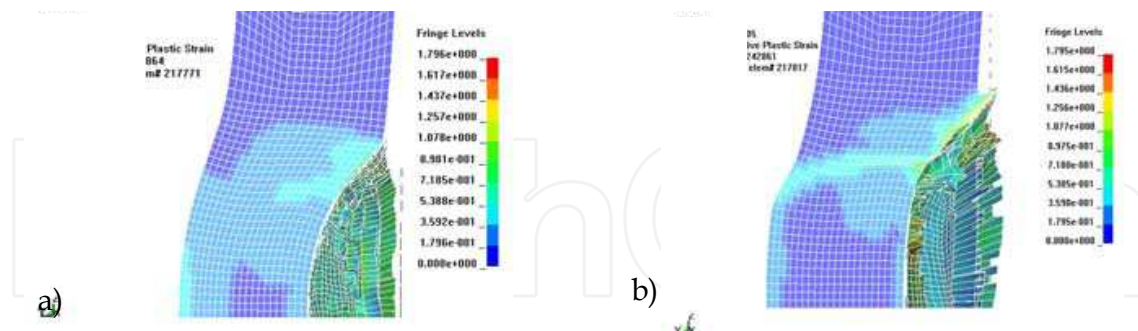 Plastic Strain
864
m# 217771
Fringe Levels
1.796e+000
1.617e+000
1.437e+000
1.257e+000
1.078e+000
8.981e-001
7.185e-001
5.388e-001
3.592e-001
1.796e-001
0.000e+000
a)
05
ive Plastic Strain
242061
elem# 217817
Fringe Levels
1.795e+000
1.615e+000
1.436e+000
1.256e+000
1.077e+000
8.975e-001
7.180e-001
5.385e-001
3.590e-001
1.795e-001
0.000e+000
b)